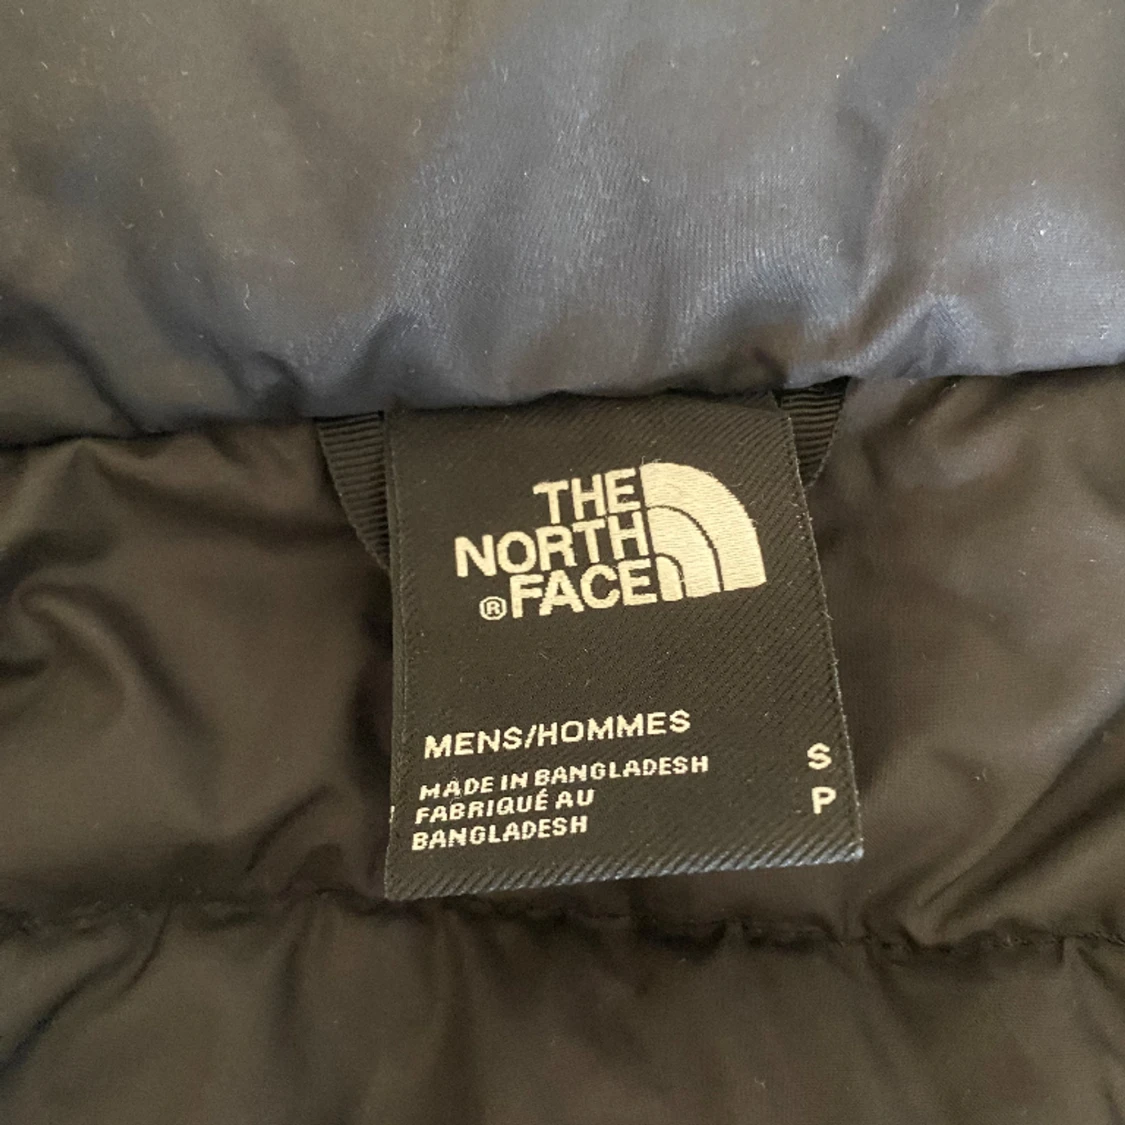 THE
NORTH
®FACE
MENS/HOMMES
MADE IN BANGLADESH S
FABRIQUÉ AU P
BANGLADESH